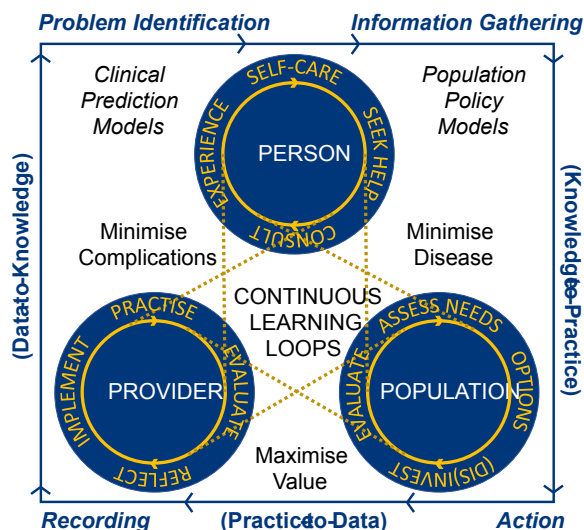 Problem Identification
Information Gathering
Clinical
Prediction
Models
SELF-CARE
EXPERIENCE
SEEK HELP
CONSULT
PERSON
Population
Policy
Models
(Data-to-Knowledge)
(Knowledge-to-Practice)
Minimise
Complications
Minimise
Disease
CONTINUOUS
LEARNING
LOOPS
PRACTISE
IMPLEMENT
EVALUATE
REFLECT
PROVIDER
ASSESS NEEDS
EVALUATE
OPTIONS
(DIS)INVEST
POPULATION
Maximise
Value
Recording
(Practice-to-Data)
Action